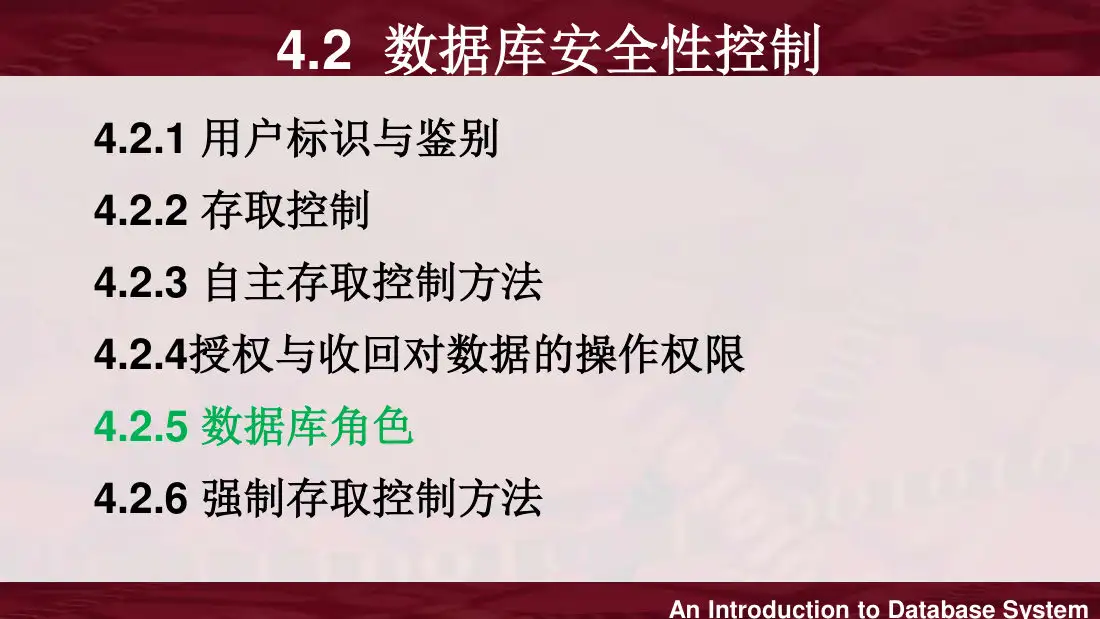 4.2 数据库安全性控制
4.2.1 用户标识与鉴别
4.2.2 存取控制
4.2.3 自主存取控制方法
4.2.4授权与收回对数据的操作权限
4.2.5 数据库角色
4.2.6 强制存取控制方法
An Introduction to Database System